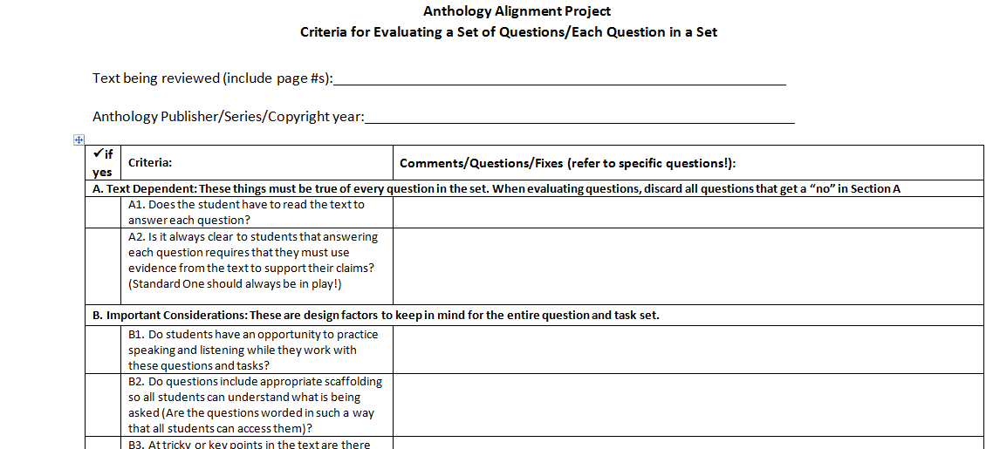 Anthology Alignment Project
Criteria for Evaluating a Set of Questions/Each Question in a Set
Text being reviewed (include page #s):
Anthology Publisher/Series/Copyright year:
✓if
yes
Criteria:
Comments/Questions/Fixes (refer to specific questions!):
A. Text Dependent: These things must be true of every question in the set. When evaluating questions, discard all questions that get a “no” in Section A
A1. Does the student have to read the text to
answer each question?
A2. Is it always clear to students that answering
each question requires that they must use
evidence from the text to support their claims?
(Standard One should always be in play!)
B. Important Considerations: These are design factors to keep in mind for the entire question and task set.
B1. Do students have an opportunity to practice
speaking and listening while they work with
these questions and tasks?
B2. Do questions include appropriate scaffolding
so all students can understand what is being
asked (Are the questions worded in such a way
that all students can access them)?
B3. At tricky or key points in the text are there